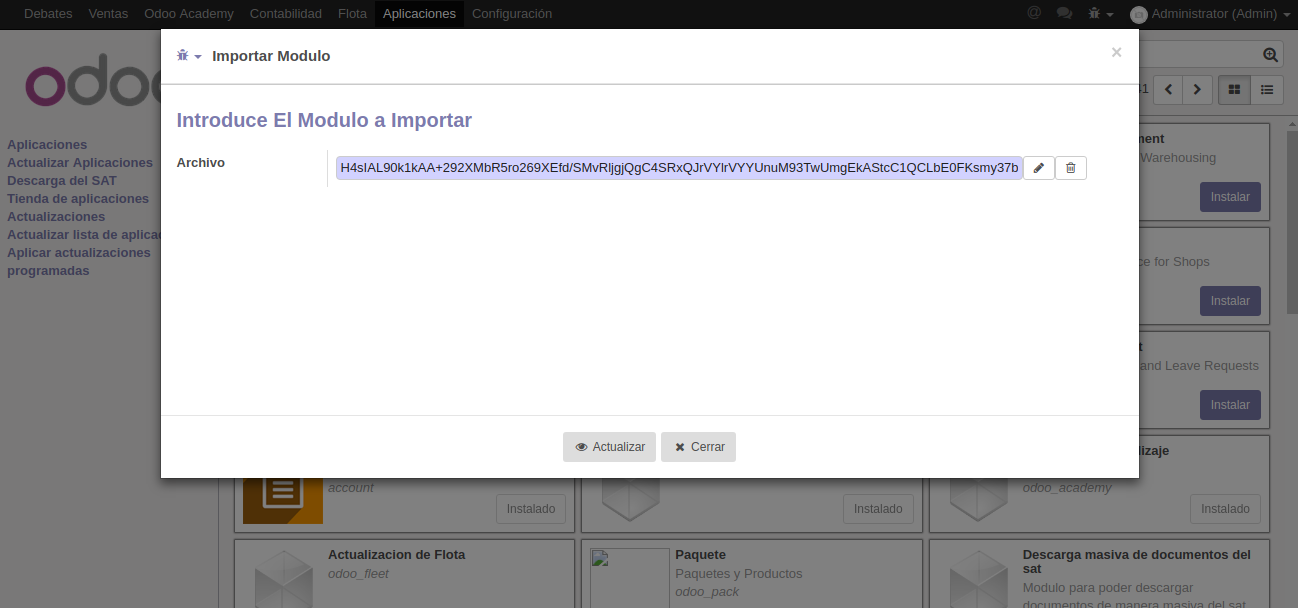 Debates Ventas Odoo Academy Contabilidad Flota Aplicaciones Configuración @ Administrator (Admin)
Importar Modulo ×
odoo
Introduce El Modulo a Importar
Archivo H4sIAL90k1kAA+292XMbR5ro269XEfd/SMvRljgjQgC4SRxQJrVYlrVYYUnuM93TwUmgEkAStcC1QCLbE0FKsmy37b
Aplicaciones
Actualizar Aplicaciones
Descarga del SAT
Tienda de aplicaciones
Actualizaciones
Actualizar lista de aplicac
Aplicar actualizaciones
programadas
ment
Warehousing
Instalar
ce for Shops
Instalar
t
and Leave Requests
Instalar
Actualizar Cerrar
account
Instalado
Instalado
lizaje
odoo_academy
Instalado
Actualizacion de Flota
odoo_fleet
Paquete
Paquetes y Productos
odoo_pack
Descarga masiva de documentos del
sat
Modulo para poder descargar
documentos de manera masiva del sat